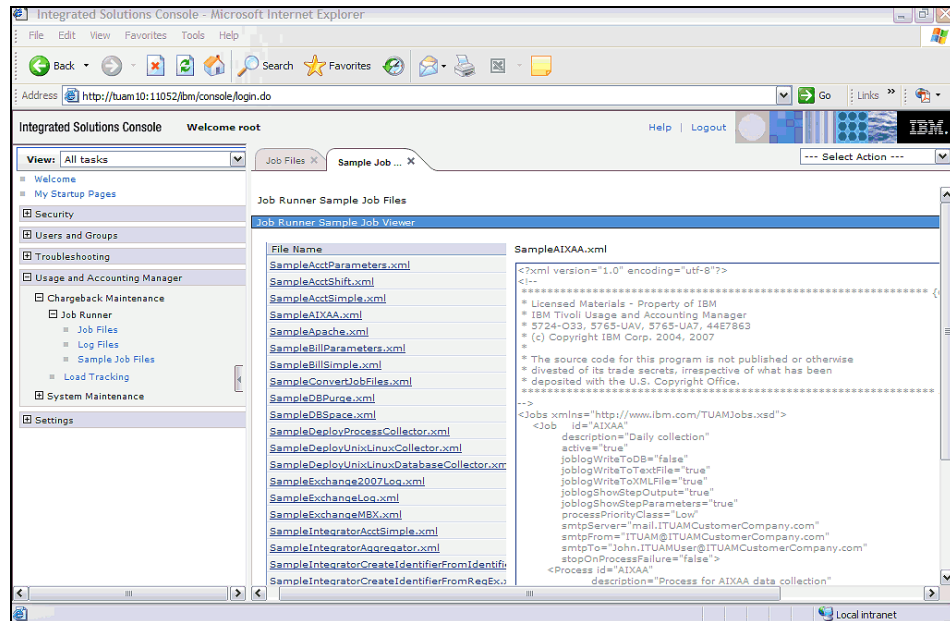 Integrated Solutions Console - Microsoft Internet Explorer
File Edit View Favorites Tools Help
Back Search Favorites
Address http://tuam10:11052/ibm/console/login.do Go Links »
Integrated Solutions Console Welcome root Help | Logout IBM.
View: All tasks
Job Files X Sample Job ... X --- Select Action ---
Welcome
My Startup Pages
Security
Users and Groups
Troubleshooting
Usage and Accounting Manager
Chargeback Maintenance
Job Runner
Job Files
Log Files
Sample Job Files
Load Tracking
System Maintenance
Settings
Job Runner Sample Job Files
Job Runner Sample Job Viewer
File Name
SampleAcctParameters.xml
SampleAcctShift.xml
SampleAcctSimple.xml
SampleAIXAA.xml
SampleApache.xml
SampleBillParameters.xml
SampleBillSimple.xml
SampleConvertJobFiles.xml
SampleDBPurge.xml
SampleDBSpace.xml
SampleDeployProcessCollector.xml
SampleDeployUnixLinuxCollector.xml
SampleDeployUnixLinuxDatabaseCollector.xm
SampleExchange2007Log.xml
SampleExchangeLog.xml
SampleExchangeMBX.xml
SampleIntegratorAcctSimple.xml
SampleIntegratorAggregator.xml
SampleIntegratorCreateIdentifierFromIdentifi
SampleIntegratorCreateIdentifierFromRegEx.
SampleAIXAA.xml
<?xml version="1.0" encoding="utf-8"?>
<!--
****************************************************************** {
* Licensed Materials - Property of IBM
* IBM Tivoli Usage and Accounting Manager
* 5724-O33, 5765-UAV, 5765-UA7, 44E7863
* (c) Copyright IBM Corp. 2004, 2007
*
* The source code for this program is not published or otherwise
* divested of its trade secrets, irrespective of what has been
* deposited with the U.S. Copyright Office.
******************************************************************
-->
<Jobs xmlns="http://www.ibm.com/TUAMJobs.xsd">
<Job id="AIXAA"
description="Daily collection"
active="true"
joblogWriteToDB="false"
joblogWriteToTextFile="true"
joblogWriteToXMLFile="true"
joblogShowStepOutput="true"
joblogShowStepParameters="true"
processPriorityClass="Low"
smtpServer="mail.ITUAMCustomerCompany.com"
smtpFrom="ITUAM@ITUAMCustomerCompany.com"
smtpTo="John.ITUAMUser@ITUAMCustomerCompany.com"
stopOnProcessFailure="false">
<Process id="AIXAA"
description="Process for AIXAA data collection"
Local intranet